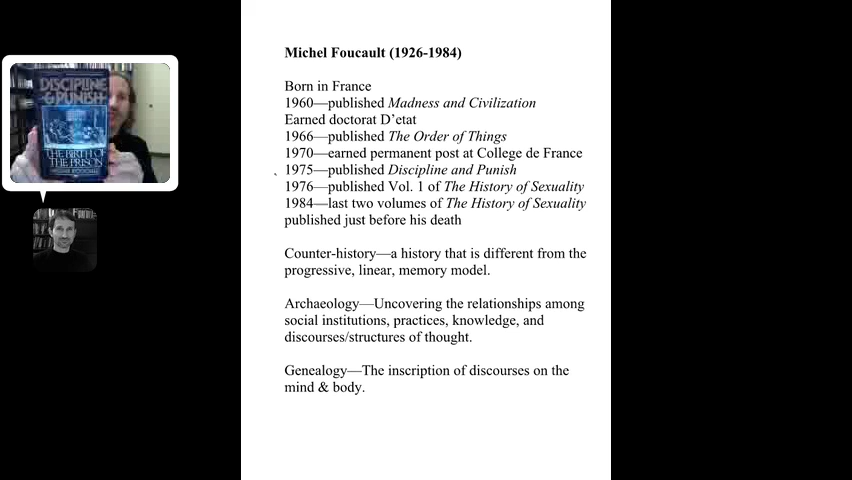 Michel Foucault (1926-1984)
Born in France
1960—published Madness and Civilization
Earned doctorat D'etat
1966—published The Order of Things
1970—earned permanent post at College de France
1975—published Discipline and Punish
1976—published Vol. 1 of The History of Sexuality
1984—last two volumes of The History of Sexuality
published just before his death
Counter-history—a history that is different from the
progressive, linear, memory model.
Archaeology—Uncovering the relationships among
social institutions, practices, knowledge, and
discourses/structures of thought.
Genealogy—The inscription of discourses on the
mind & body.
DISCIPLINE
& PUNISH
THE BIRTH OF
THE PRISON